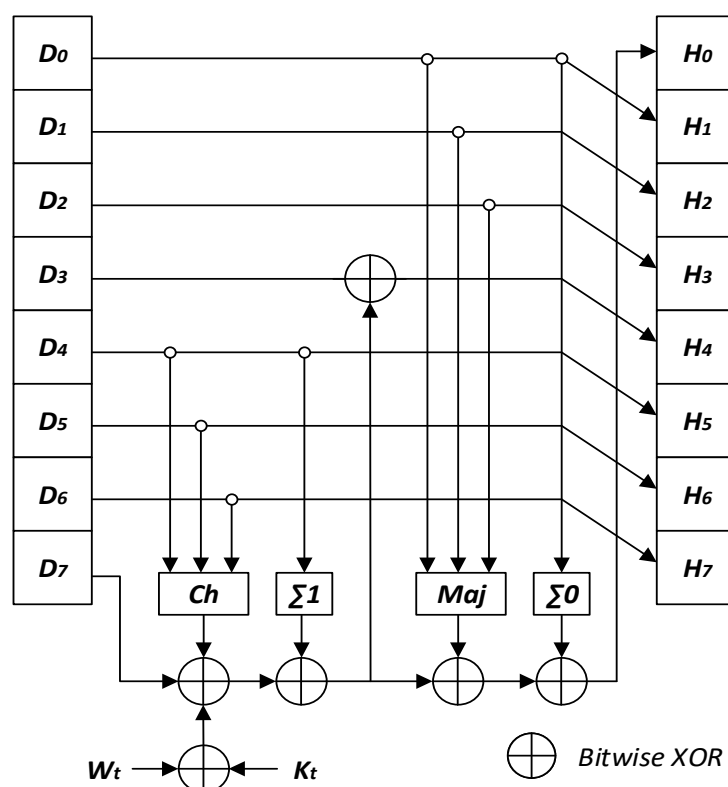 D0
H0
D1
H1
D2
H2
D3
H3
D4
H4
D5
H5
D6
H6
D7
H7
Ch
∑1
Maj
∑0
Wt
Kt
Bitwise XOR